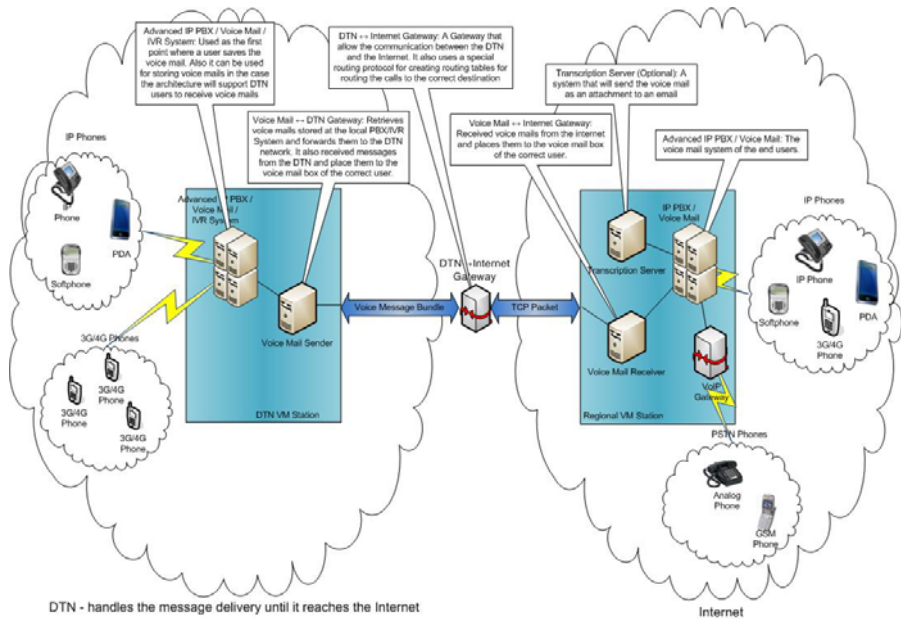 Advanced IP PBX / Voice Mail /
IVR System: Used as the first
point where a user saves the
voice mail. Also it can be used
for storing voice mails in the case
the architecture will support DTN
users to receive voice mails
DTN ↔ Internet Gateway: A Gateway that
allow the communication between the DTN
and the Internet. It also uses a special
routing protocol for creating routing tables for
routing the calls to the correct destination
Voice Mail ↔ DTN Gateway: Retrieves
voice mails stored at the local PBX/IVR
System and forwards them to the DTN
network. It also received messages
from the DTN and place them to the
voice mail box of the correct user.
Transcription Server (Optional): A
system that will send the voice mail
as an attachment to an email
Voice Mail ↔ Internet Gateway:
Received voice mails from the internet
and places them to the voice mail box
of the correct user.
Advanced IP PBX / Voice Mail: The
voice mail system of the end users.
IP Phones
IP
Phone
PDA
Softphone
3G/4G Phones
3G/4G
Phone
3G/4G
Phone
3G/4G
Phone
Advanced IP PBX /
Voice Mail /
IVR System
Voice Mail Sender
DTN VM Station
Voice Message Bundle
DTN↔Internet
Gateway
TCP Packet
IP PBX /
Voice Mail
Transcription Server
Voice Mail Receiver
VoIP
Gateway
Regional VM Station
IP Phones
IP Phone
PDA
Softphone
3G/4G
Phone
PSTN Phones
Analog
Phone
GSM
Phone
DTN - handles the message delivery until it reaches the Internet
Internet